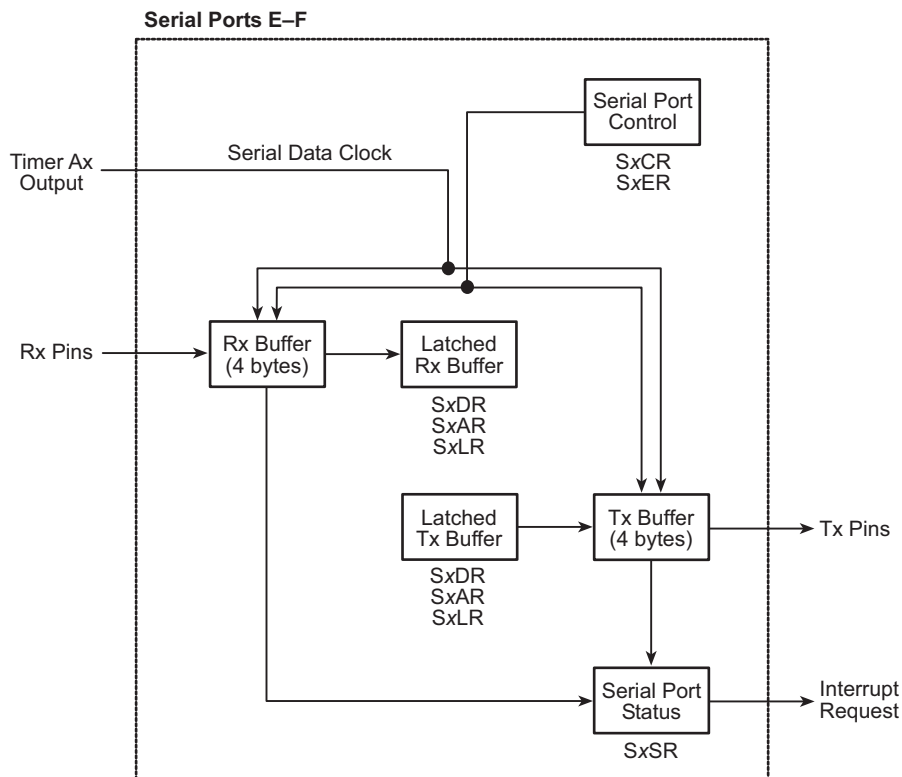 Serial Ports E–F
Serial Port
Control
SxCR
SxER
Timer Ax
Output
Serial Data Clock
Rx Pins
Rx Buffer
(4 bytes)
Latched
Rx Buffer
SxDR
SxAR
SxLR
Latched
Tx Buffer
SxDR
SxAR
SxLR
Tx Buffer
(4 bytes)
Tx Pins
Serial Port
Status
SxSR
Interrupt
Request